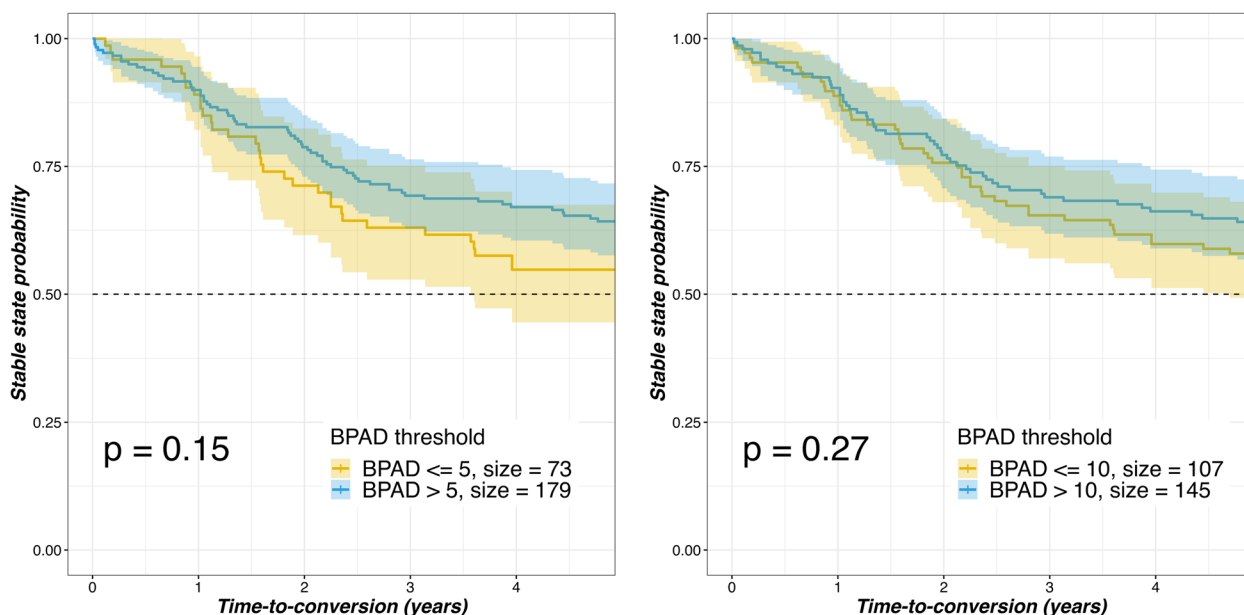 1.00
0.75
0.50
0.25
0.00
Stable state probability
p = 0.15
BPAD threshold
BPAD <= 5, size = 73
BPAD > 5, size = 179
0 1 2 3 4
Time-to-conversion (years)
1.00
0.75
0.50
0.25
0.00
Stable state probability
p = 0.27
BPAD threshold
BPAD <= 10, size = 107
BPAD > 10, size = 145
0 1 2 3 4
Time-to-conversion (years)